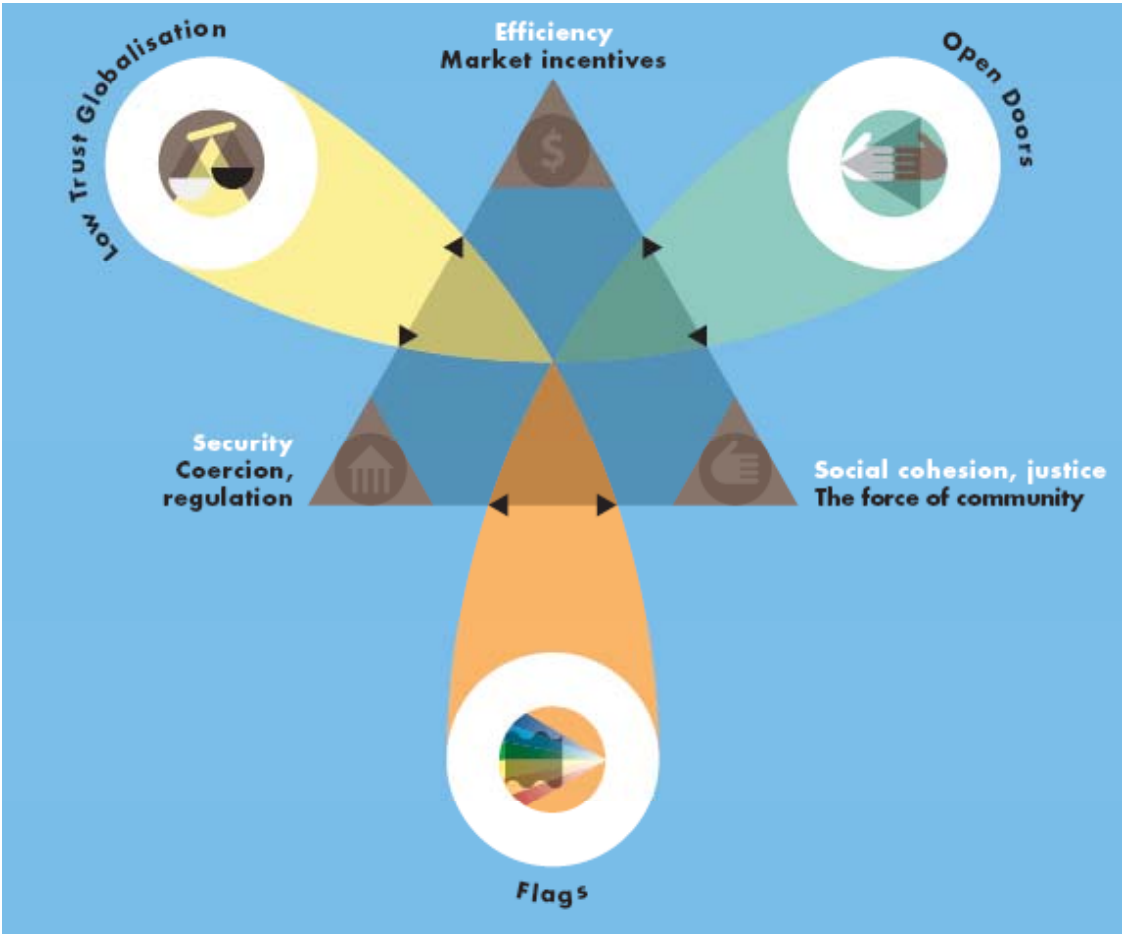 Low Trust Globalisation
Efficiency
Market incentives
Open Doors
$
Security
Coercion,
regulation
Social cohesion, justice
The force of community
Flags